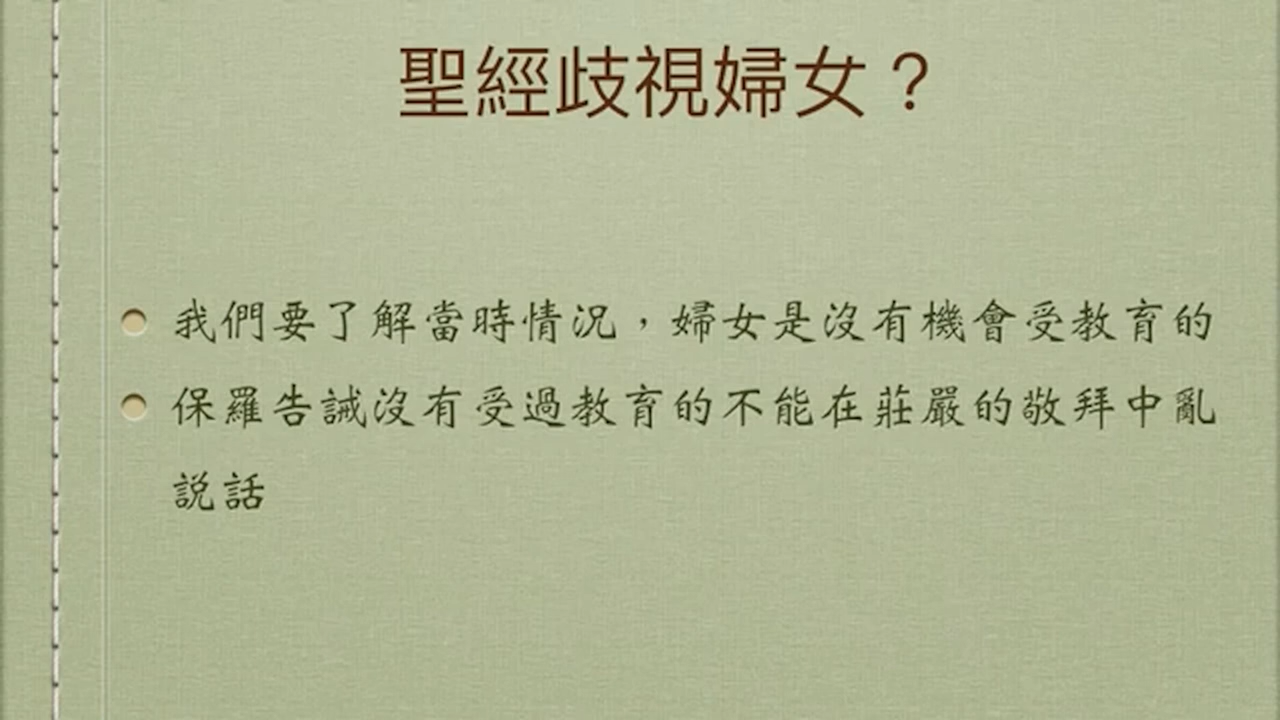 聖經歧視婦女？
我們要了解當時情況，婦女是沒有機會受教育的
保羅告誡沒有受過教育的不能在莊嚴的敬拜中亂
説話